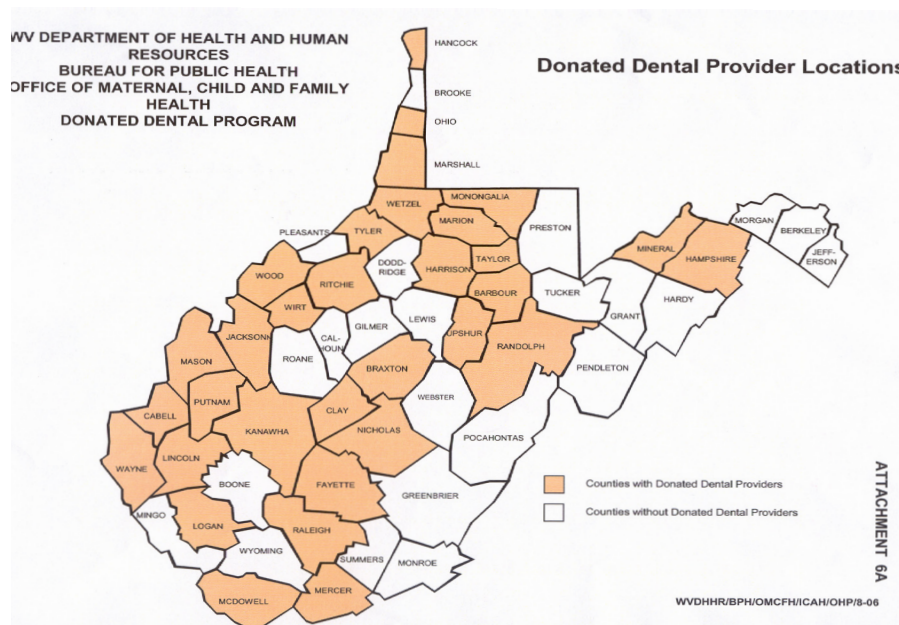 WV DEPARTMENT OF HEALTH AND HUMAN
RESOURCES
BUREAU FOR PUBLIC HEALTH
OFFICE OF MATERNAL, CHILD AND FAMILY
HEALTH
DONATED DENTAL PROGRAM
Donated Dental Provider Locations
HANCOCK
BROOKE
OHIO
MARSHALL
WETZEL
MONONGALIA
MARION
PRESTON
PLEASANTS
TYLER
DODD-
RIDGE
HARRISON
TAYLOR
MINERAL
HAMPSHIRE
MORGAN
BERKELEY
JEFF-
ERSON
WOOD
RITCHIE
BARBOUR
TUCKER
GRANT
HARDY
WIRT
LEWIS
GILMER
CAL-
HOUN
JACKSON
ROANE
UPSHUR
RANDOLPH
PENDLETON
MASON
BRAXTON
WEBSTER
PUTNAM
CABELL
CLAY
KANAWHA
NICHOLAS
POCAHONTAS
WAYNE
LINCOLN
BOONE
FAYETTE
GREENBRIER
MINGO
LOGAN
RALEIGH
WYOMING
SUMMERS
MONROE
MCDOWELL
MERCER
Counties with Donated Dental Providers
Counties without Donated Dental Providers
ATTACHMENT 6A
WVDHHR/BPH/OMCFH/ICAH/OHP/8-06